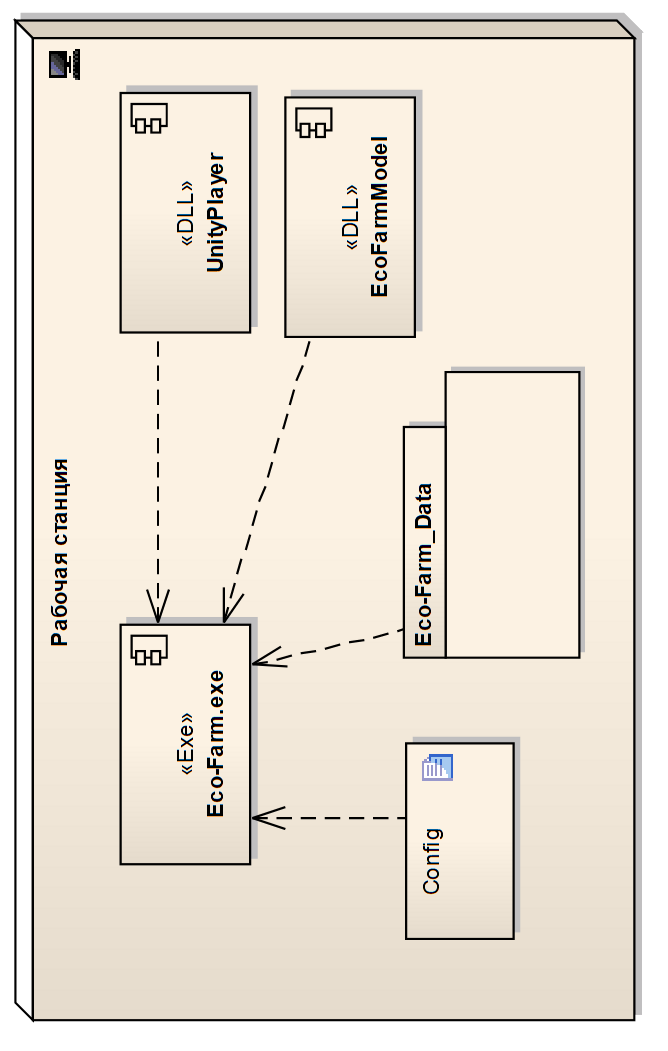 Рабочая станция
«Exe»
Eco-Farm.exe
«DLL»
UnityPlayer
«DLL»
EcoFarmModel
Config
Eco-Farm_Data